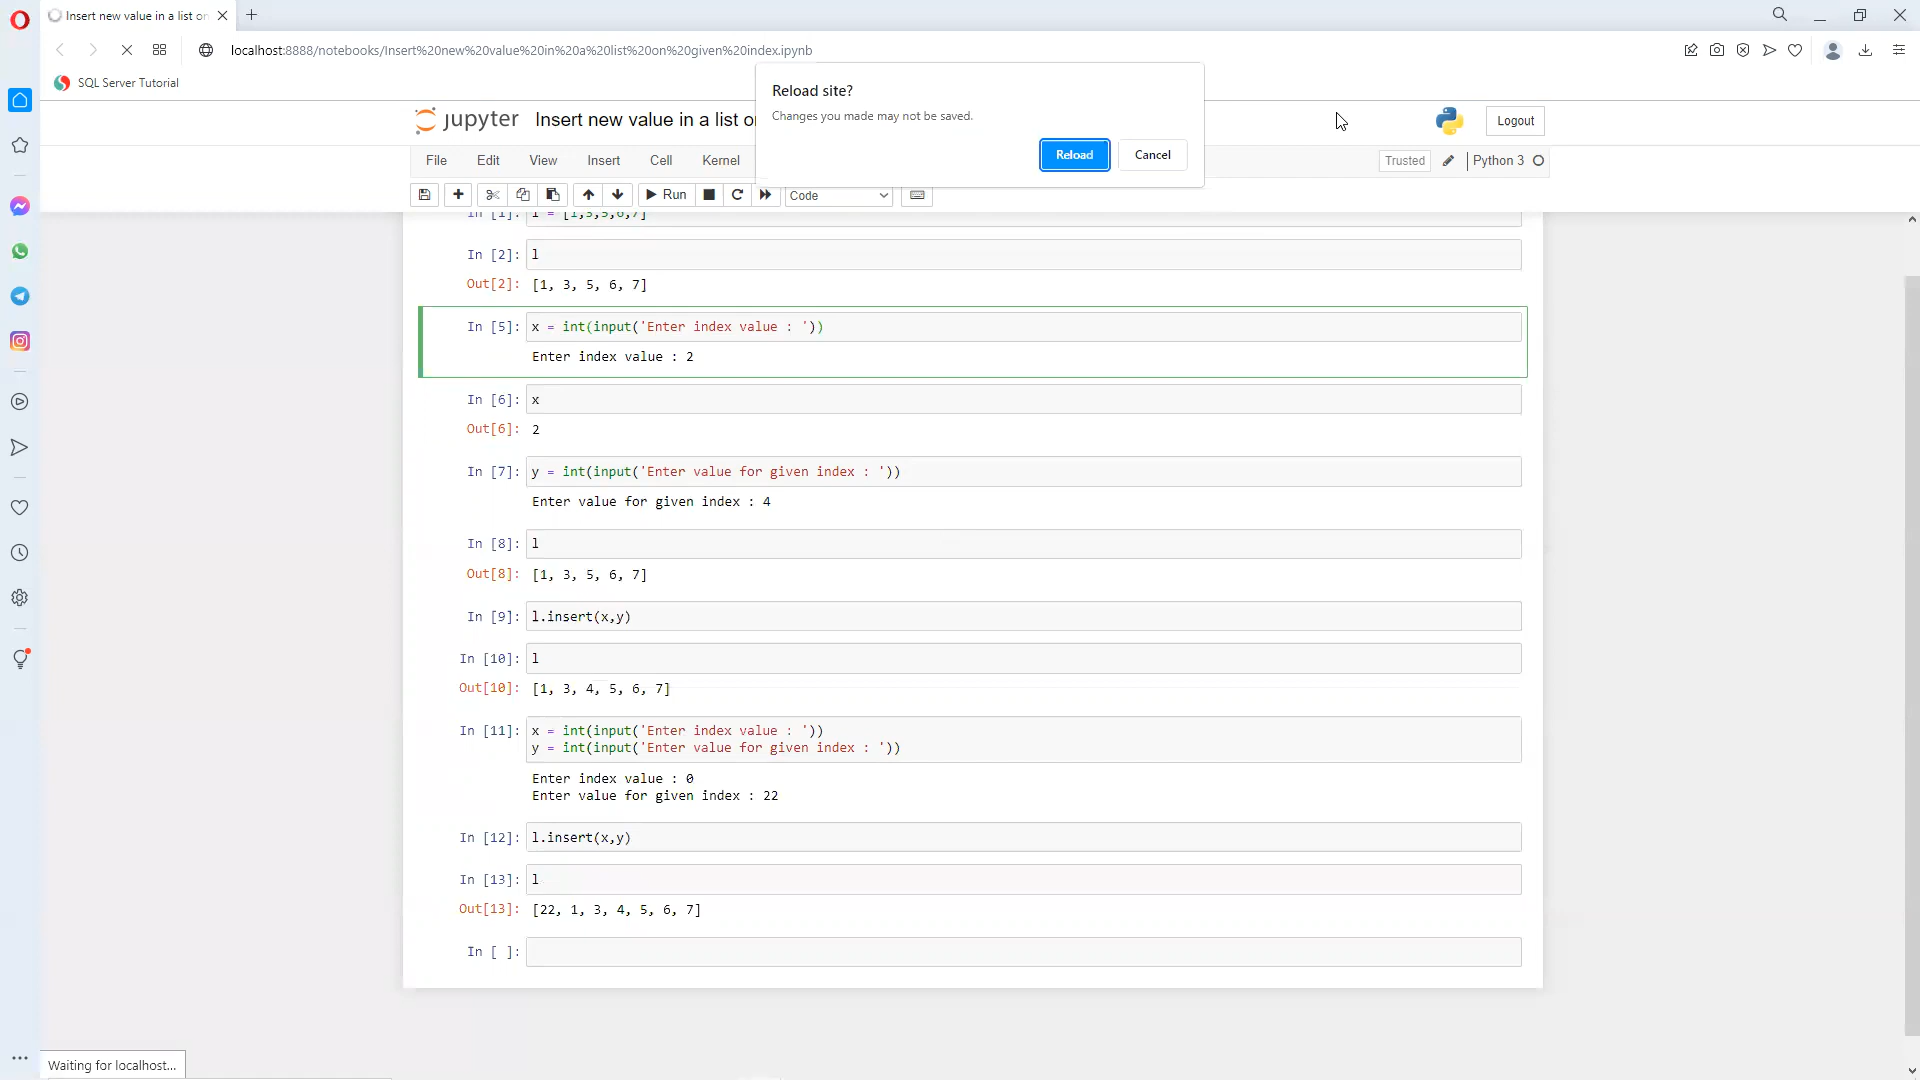 Insert new value in a list on
localhost:8888/notebooks/Insert%20new%20value%20in%20a%20list%20on%20given%20index.ipynb
SQL Server Tutorial
Reload site?
Changes you made may not be saved.
Reload
Cancel
jupyter
Insert new value in a list
Logout
File
Edit
View
Insert
Cell
Kernel
Trusted
Python 3
Run
Code
In [1]: l = [1,3,5,6,7]
In [2]: l
Out[2]: [1, 3, 5, 6, 7]
In [5]: x = int(input('Enter index value : '))
Enter index value : 2
In [6]: x
Out[6]: 2
In [7]: y = int(input('Enter value for given index : '))
Enter value for given index : 4
In [8]: l
Out[8]: [1, 3, 5, 6, 7]
In [9]: l.insert(x,y)
In [10]: l
Out[10]: [1, 3, 4, 5, 6, 7]
In [11]: x = int(input('Enter index value : '))
y = int(input('Enter value for given index : '))
Enter index value : 0
Enter value for given index : 22
In [12]: l.insert(x,y)
In [13]: l
Out[13]: [22, 1, 3, 4, 5, 6, 7]
In [ ]:
Waiting for localhost...